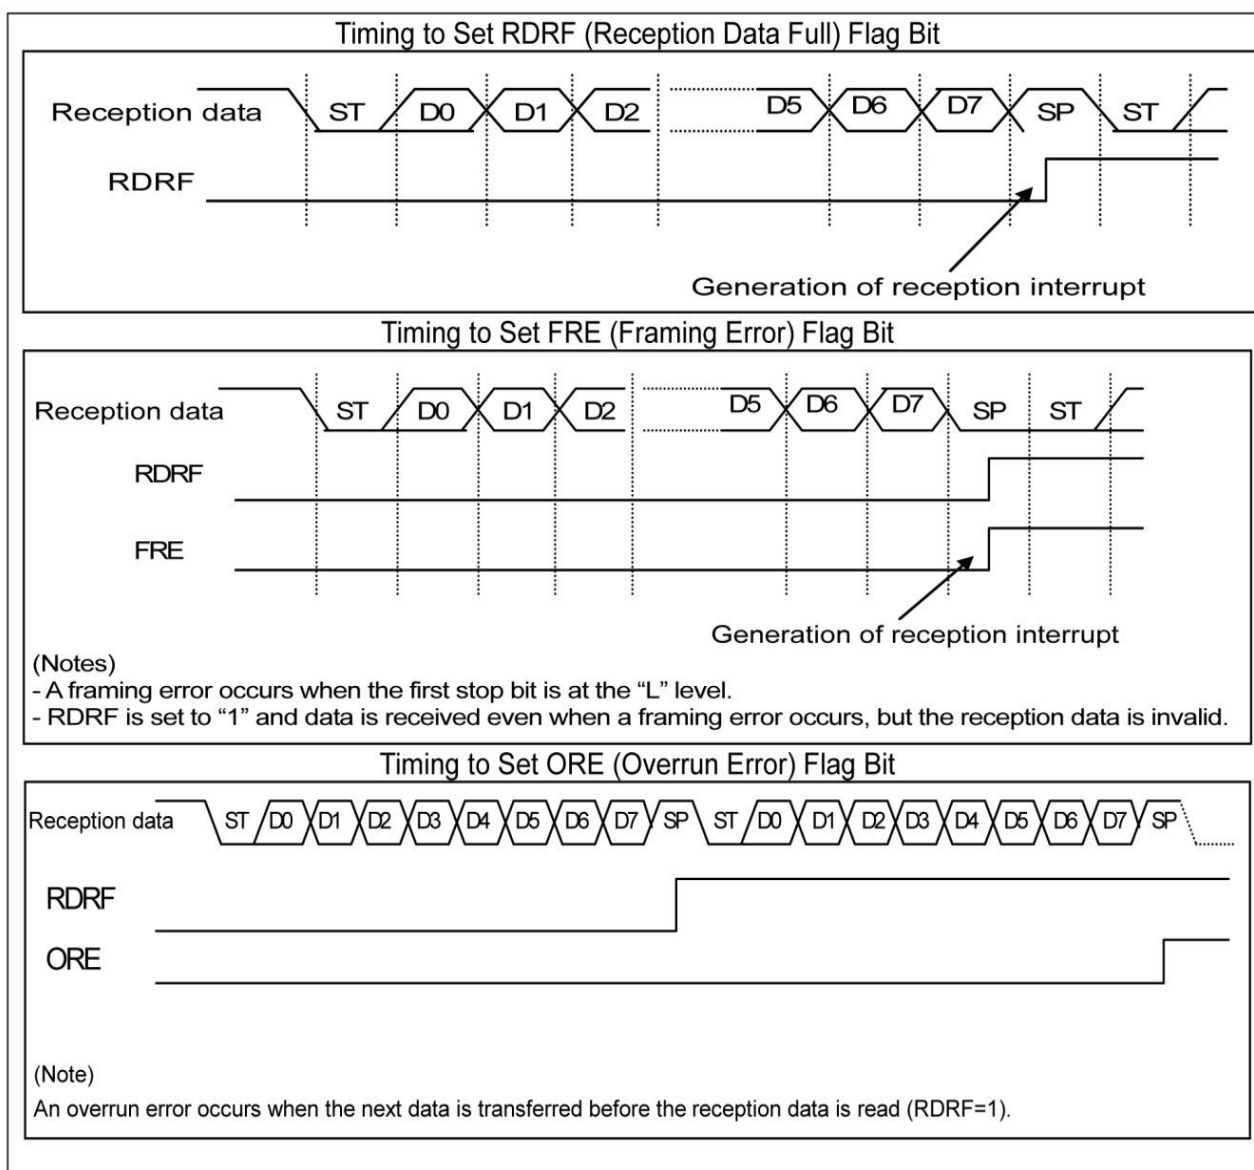 Timing to Set RDRF (Reception Data Full) Flag Bit
Reception data ST D0 D1 D2 D5 D6 D7 SP ST
RDRF
Generation of reception interrupt
Timing to Set FRE (Framing Error) Flag Bit
Reception data ST D0 D1 D2 D5 D6 D7 SP ST
RDRF
FRE
Generation of reception interrupt
(Notes)
- A framing error occurs when the first stop bit is at the “L” level.
- RDRF is set to “1” and data is received even when a framing error occurs, but the reception data is invalid.
Timing to Set ORE (Overrun Error) Flag Bit
Reception data ST D0 D1 D2 D3 D4 D5 D6 D7 SP ST D0 D1 D2 D3 D4 D5 D6 D7 SP
RDRF
ORE
(Note)
An overrun error occurs when the next data is transferred before the reception data is read (RDRF=1).